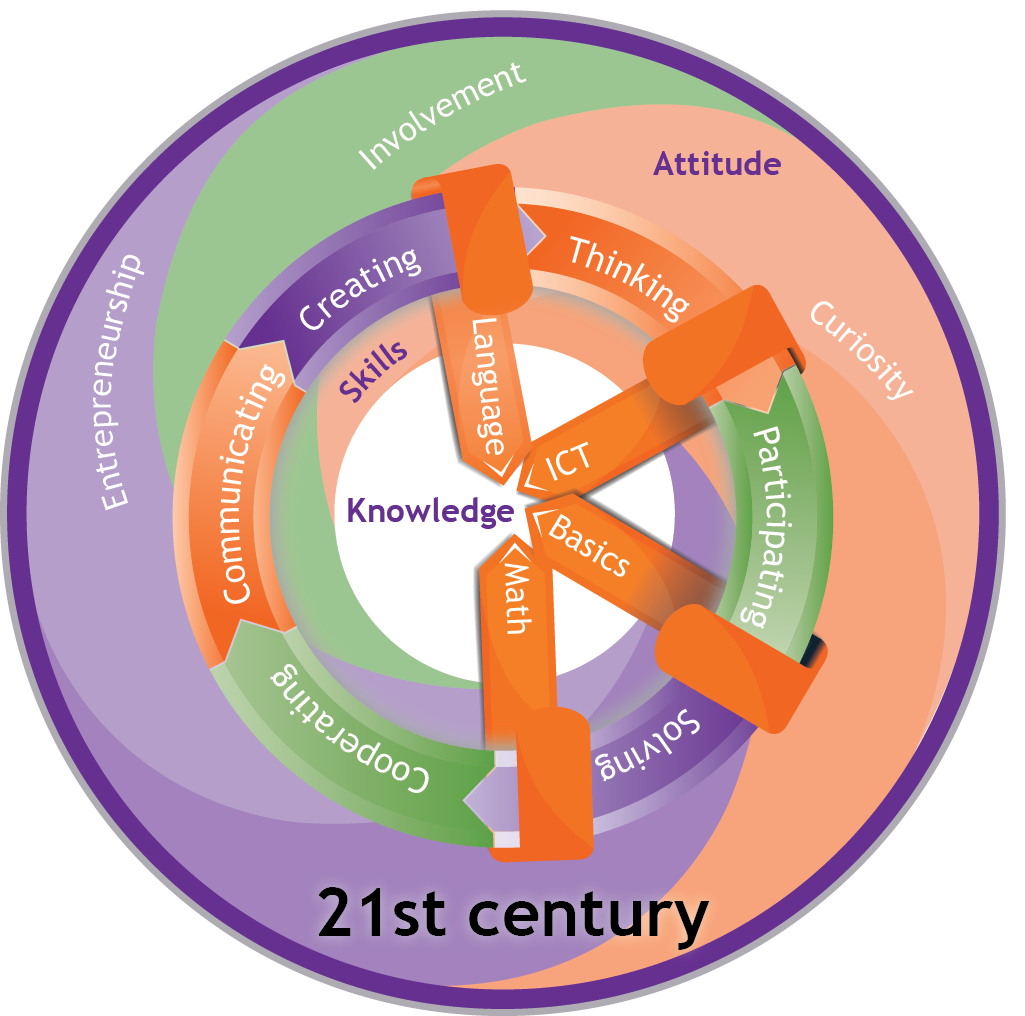 Involvement
Attitude
Entrepreneurship
Curiosity
Creating
Thinking
Skills
Language
Communicating
ICT
Participating
Knowledge
Basics
Math
Cooperating
Solving
21st century